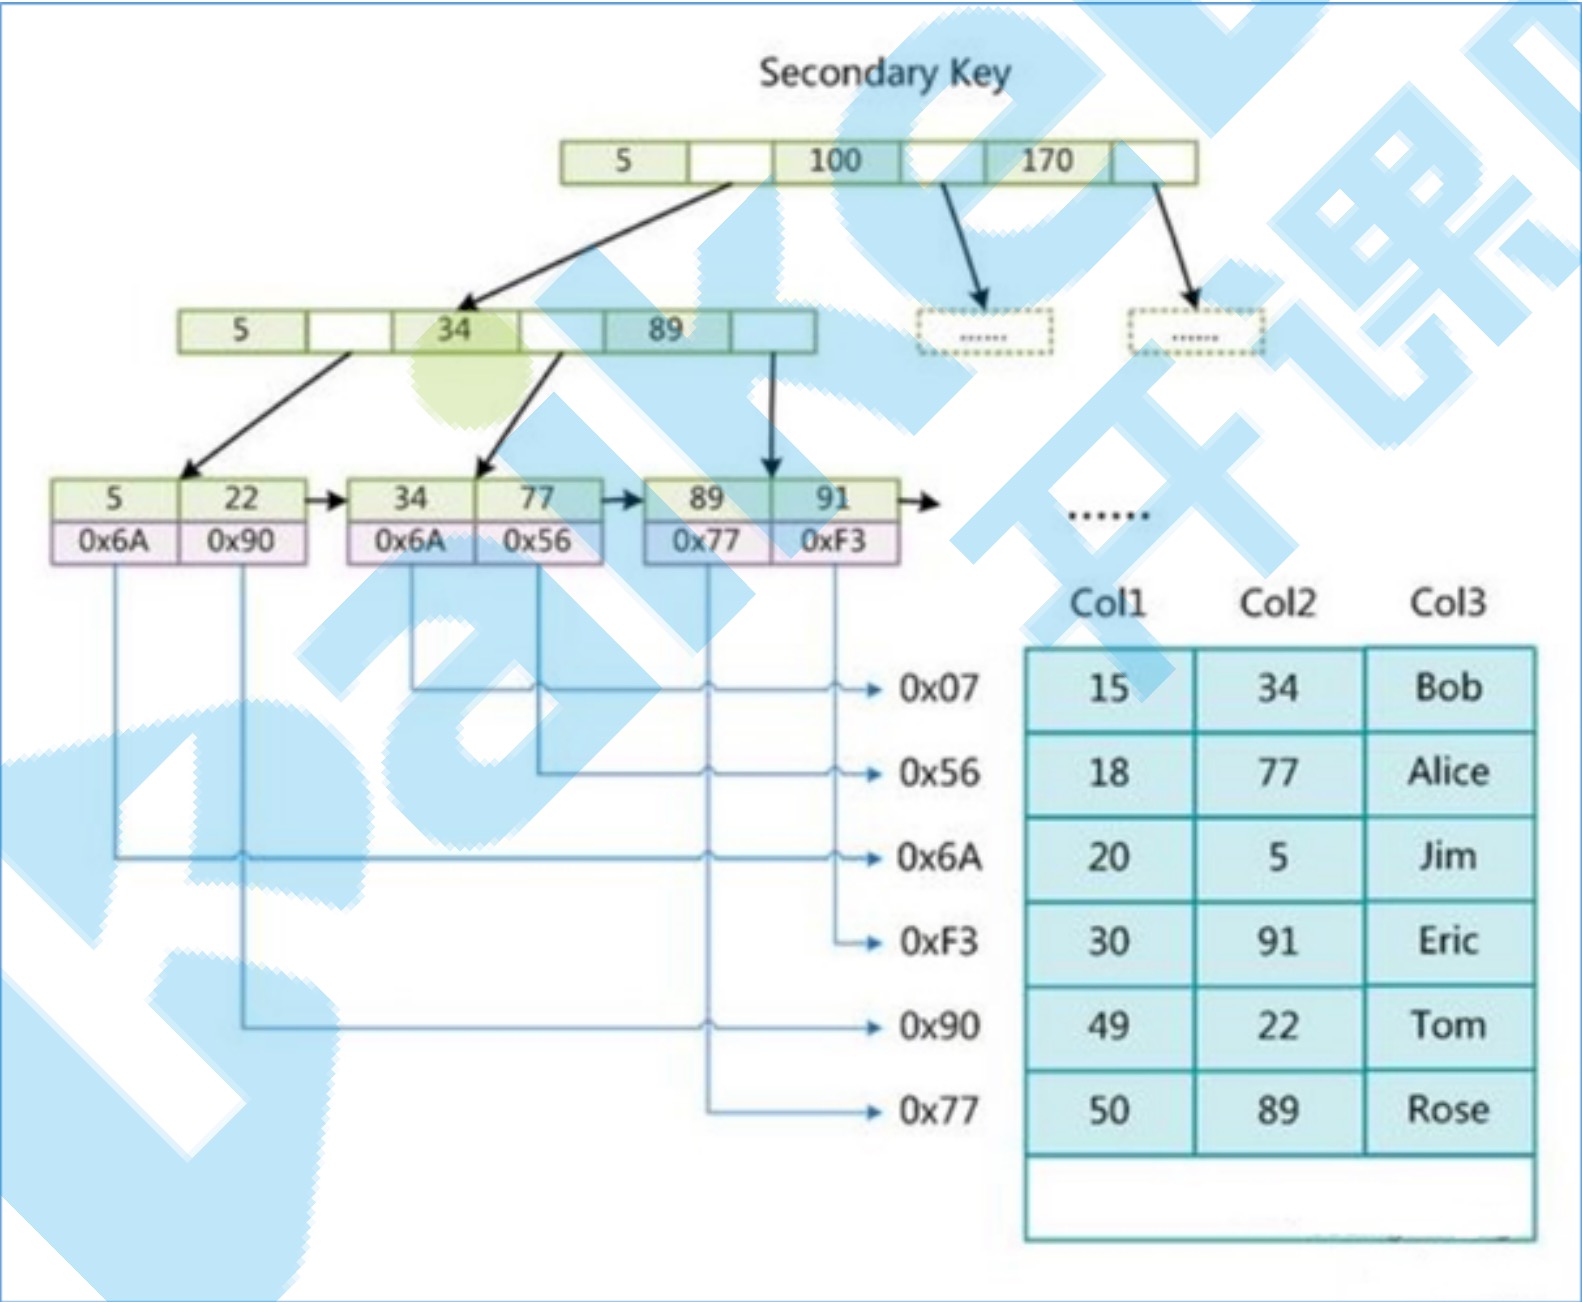 Secondary Key
5 100 170
5 34 89 ...... ......
5 22 34 77 89 91
0x6A 0x90 0x6A 0x56 0x77 0xF3 ......
Col1 Col2 Col3
0x07 15 34 Bob
0x56 18 77 Alice
0x6A 20 5 Jim
0xF3 30 91 Eric
0x90 49 22 Tom
0x77 50 89 Rose
开课